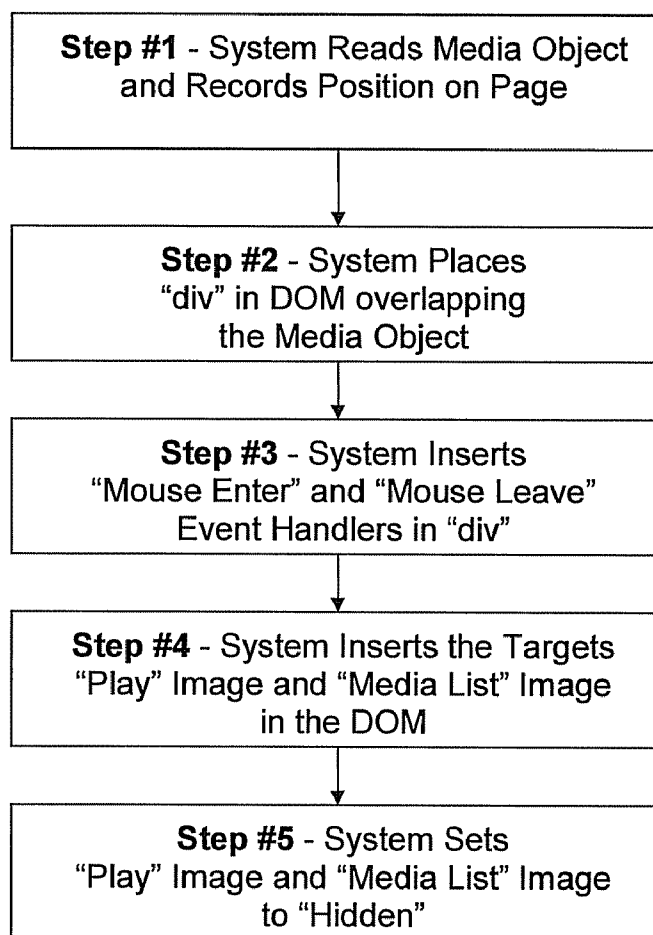 Step #1 - System Reads Media Object
and Records Position on Page
Step #2 - System Places
“div” in DOM overlapping
the Media Object
Step #3 - System Inserts
“Mouse Enter” and “Mouse Leave”
Event Handlers in “div”
Step #4 - System Inserts the Targets
“Play” Image and “Media List” Image
in the DOM
Step #5 - System Sets
“Play” Image and “Media List” Image
to “Hidden”